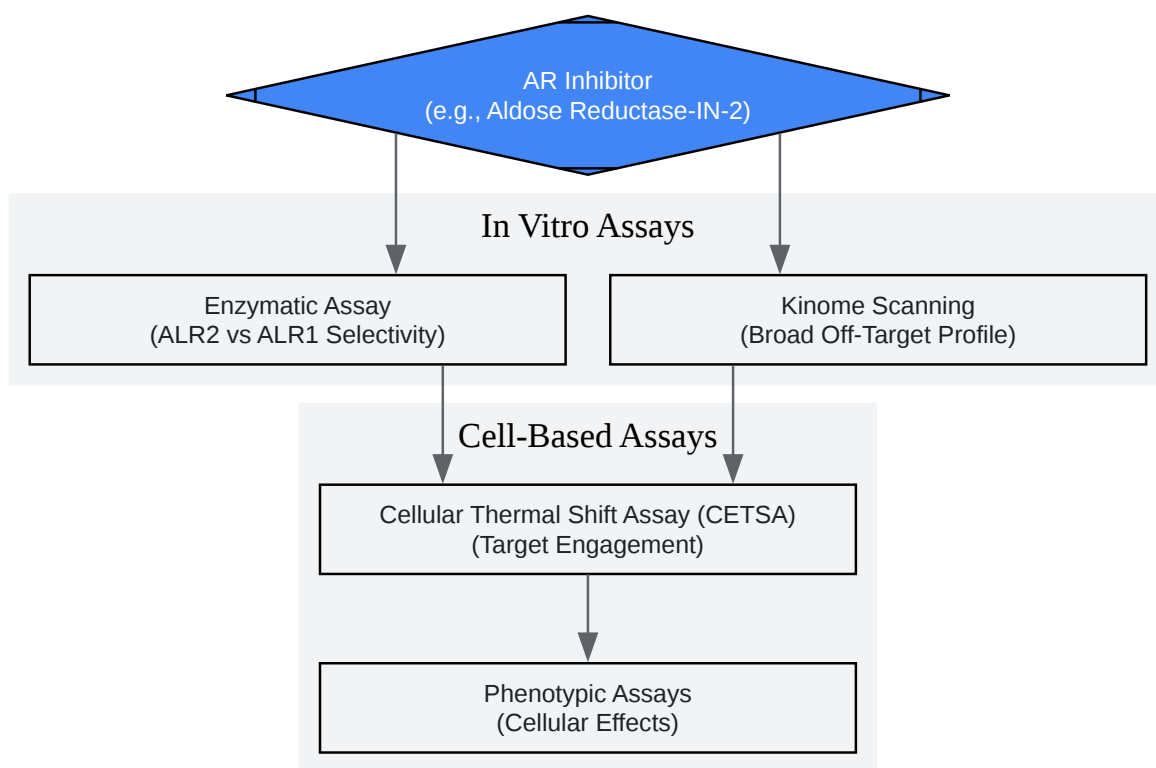 AR Inhibitor
(e.g., Aldose Reductase-IN-2)
In Vitro Assays
Enzymatic Assay
(ALR2 vs ALR1 Selectivity)
Kinome Scanning
(Broad Off-Target Profile)
Cell-Based Assays
Cellular Thermal Shift Assay (CETSA)
(Target Engagement)
Phenotypic Assays
(Cellular Effects)